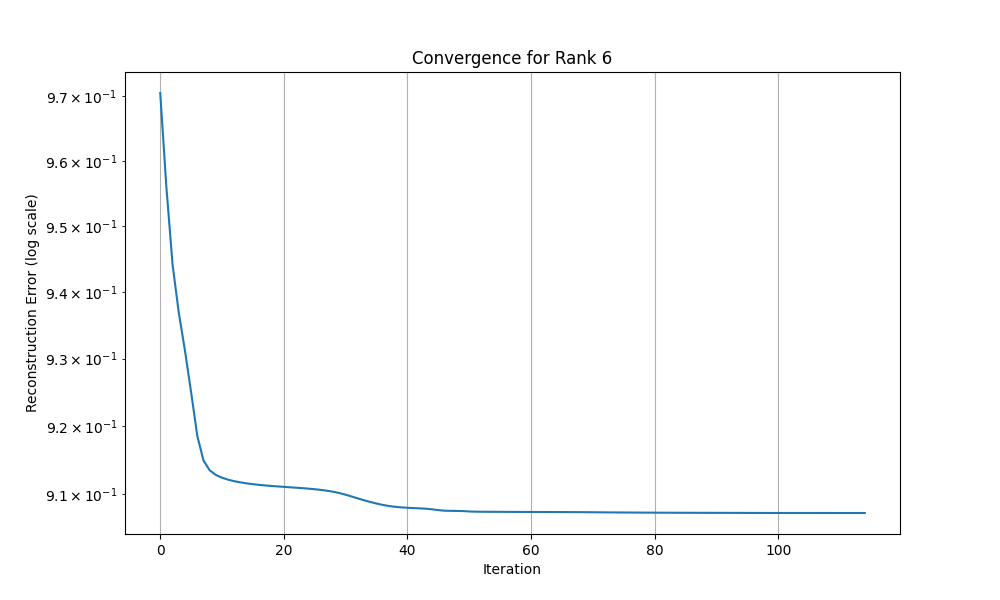 Convergence for Rank 6
Reconstruction Error (log scale)
9.7 × 10⁻¹
9.6 × 10⁻¹
9.5 × 10⁻¹
9.4 × 10⁻¹
9.3 × 10⁻¹
9.2 × 10⁻¹
9.1 × 10⁻¹
0 20 40 60 80 100
Iteration